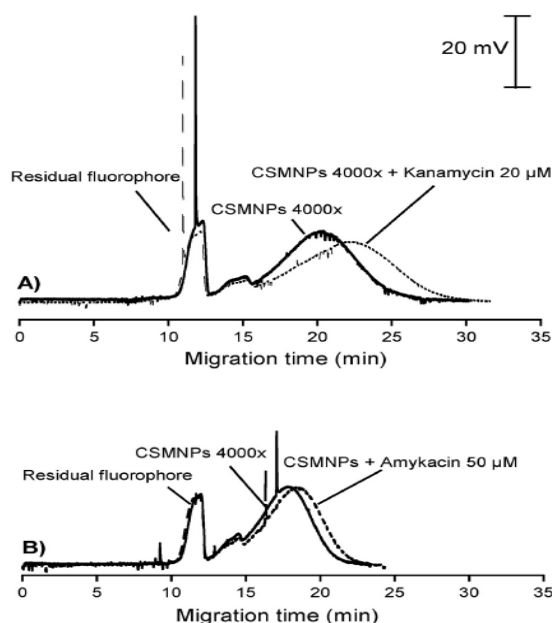 20 mV
Residual fluorophore
CSMNPs 4000x + Kanamycin 20 µM
CSMNPs 4000x
A)
0 5 10 15 20 25 30 35
Migration time (min)
CSMNPs 4000x
CSMNPs + Amykacin 50 µM
Residual fluorophore
B)
0 5 10 15 20 25 30 35
Migration time (min)